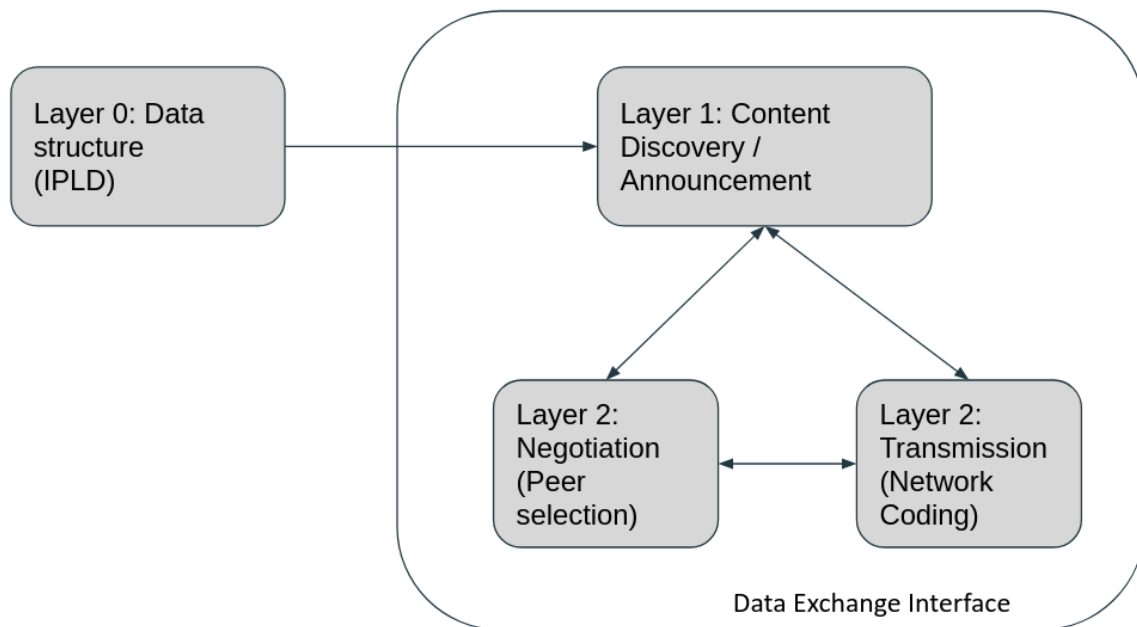 Layer 0: Data
structure
(IPLD)
Layer 1: Content
Discovery /
Announcement
Layer 2:
Negotiation
(Peer
selection)
Layer 2:
Transmission
(Network
Coding)
Data Exchange Interface